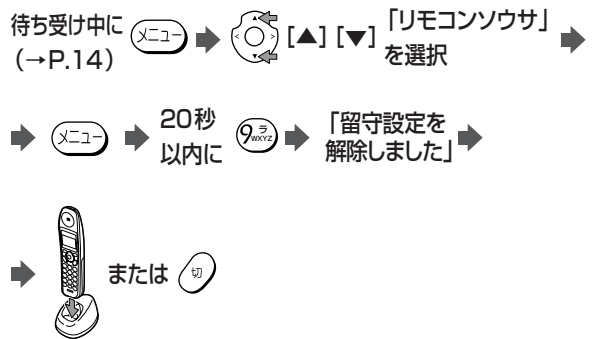 待ち受け中に
(→P.14)
メニュー
[▲] [▼]
「リモコンソウサ」
を選択
メニュー
20秒
以内に
9 ラ WXYZ
「留守設定を
解除しました」
または
切